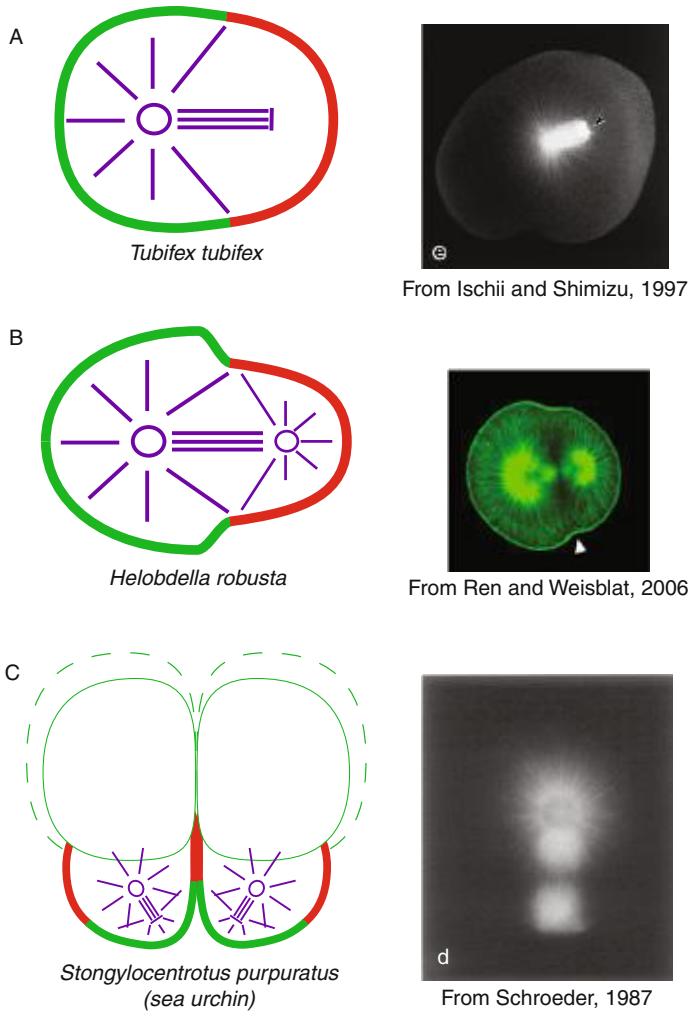 A
Tubifex tubifex
e
From Ischii and Shimizu, 1997
B
Helobdella robusta
From Ren and Weisblat, 2006
C
Stongylocentrotus purpuratus
(sea urchin)
d
From Schroeder, 1987